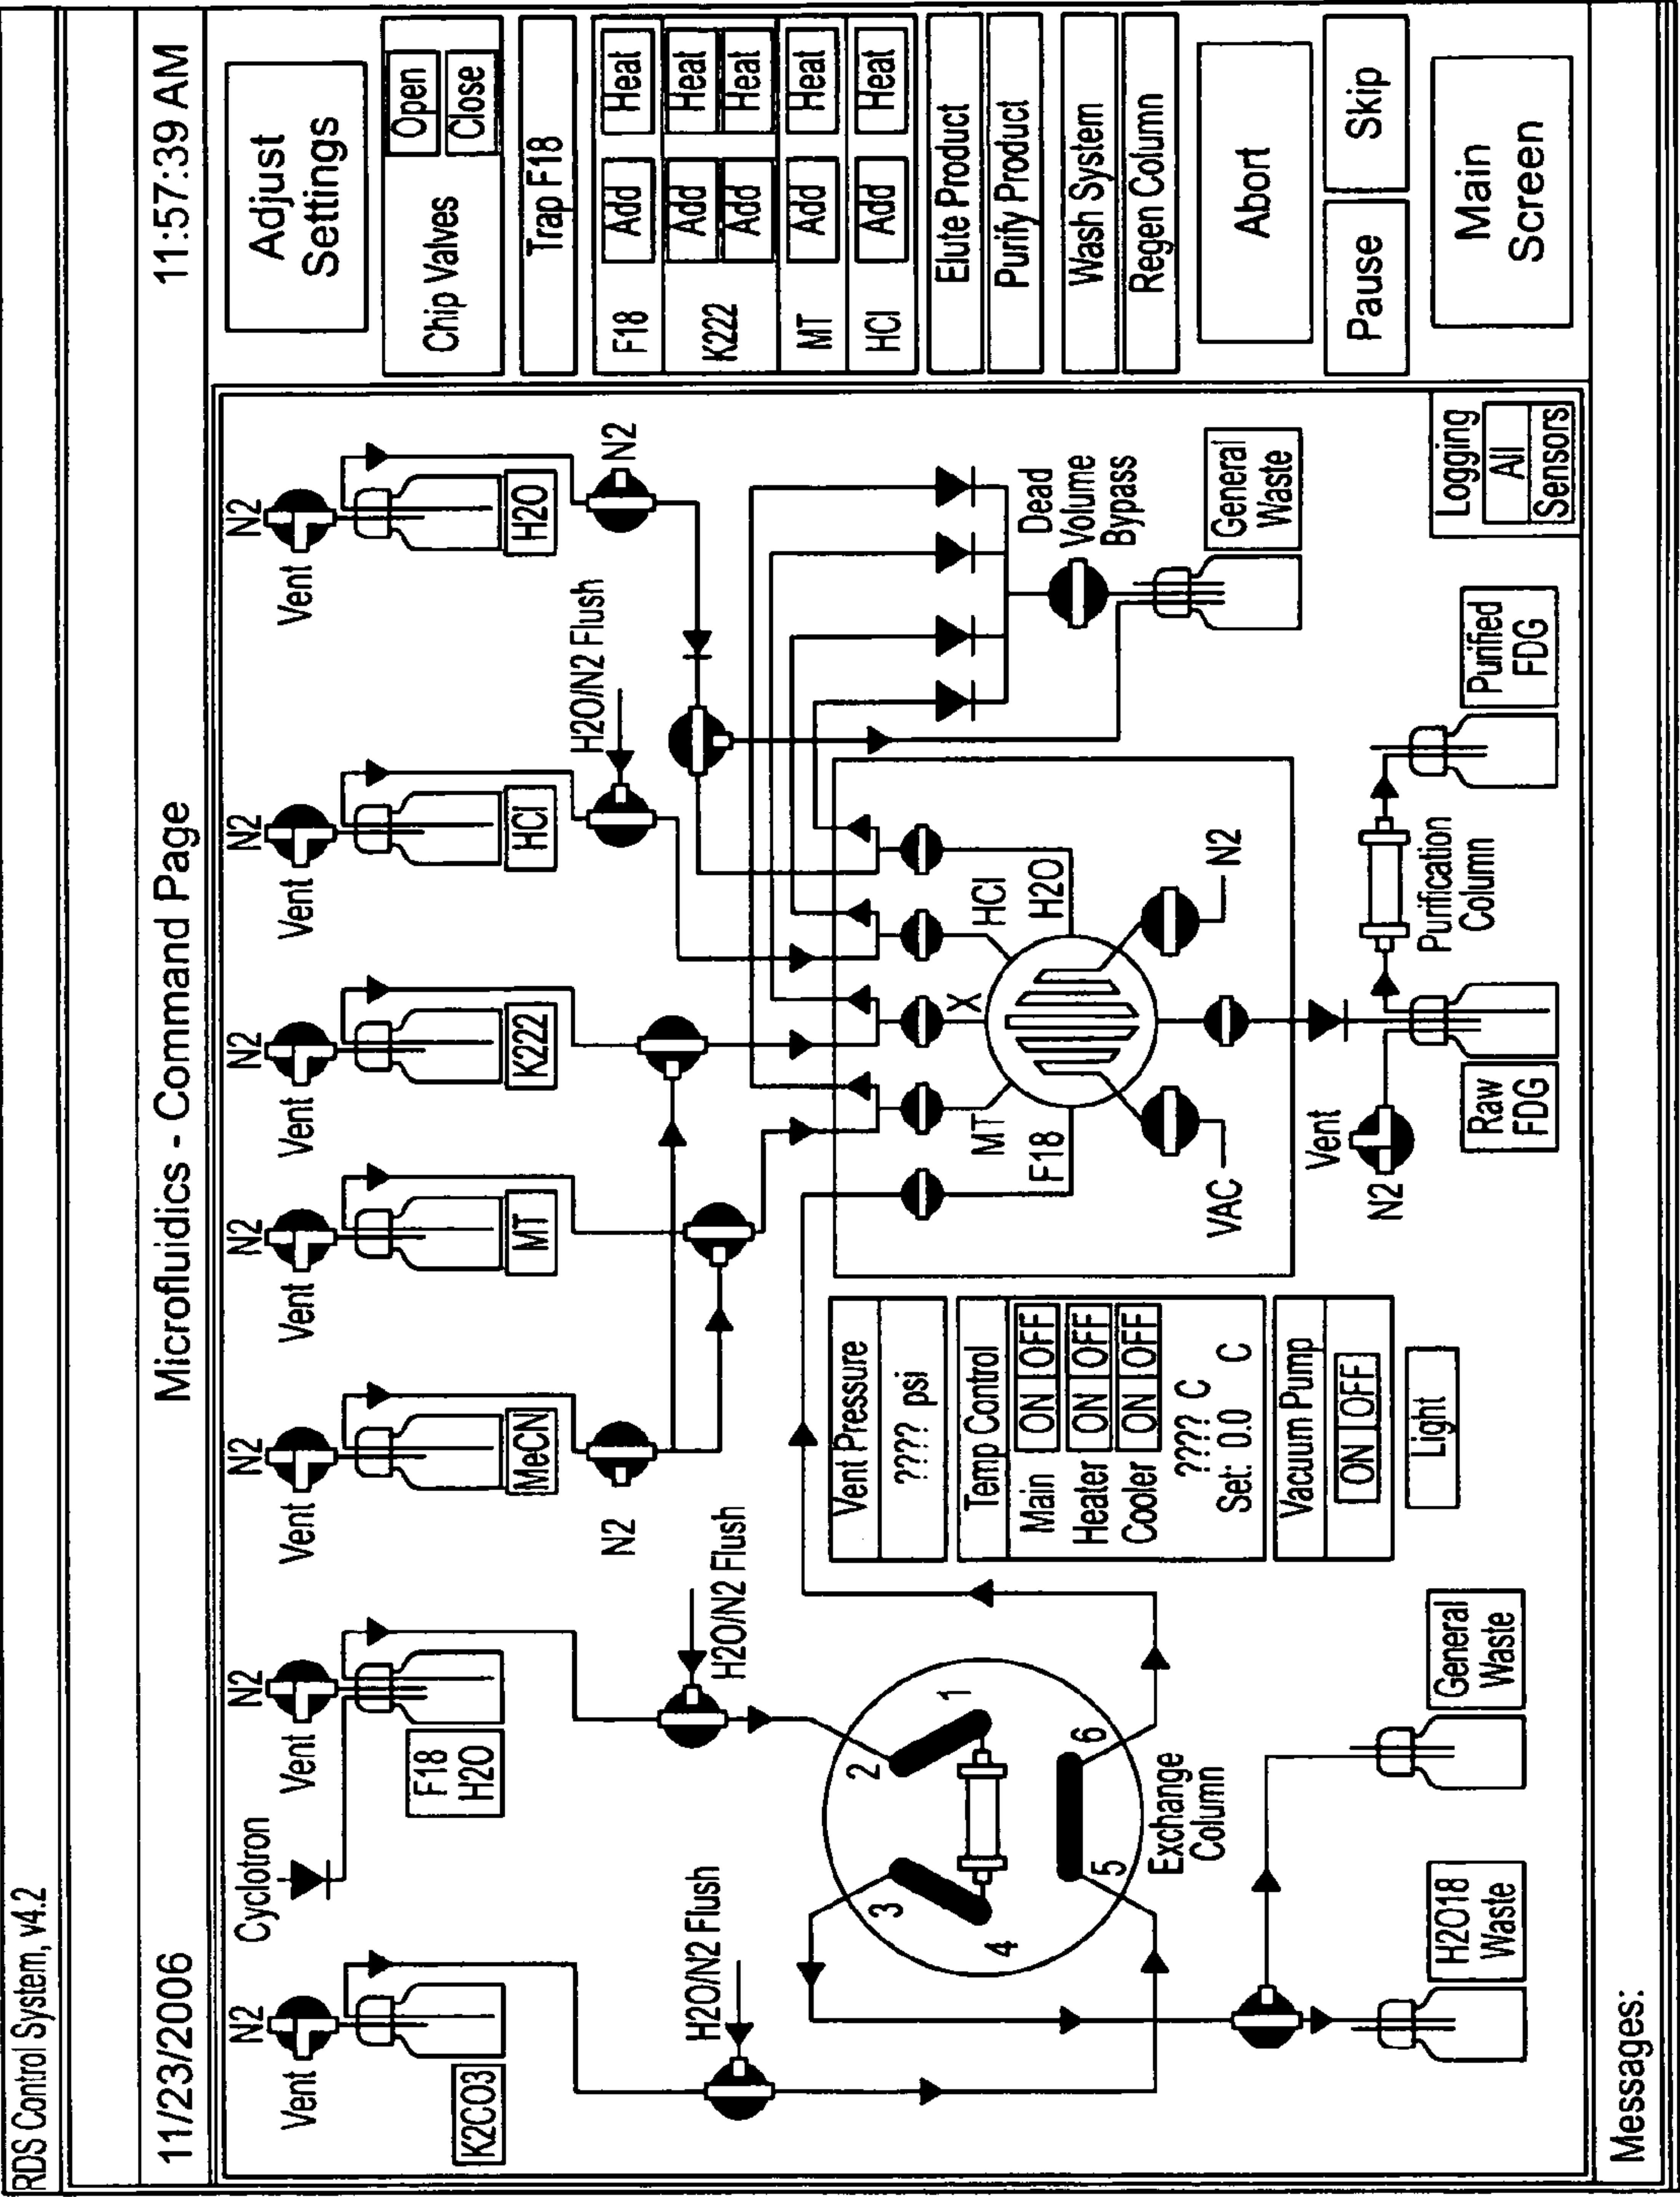 RDS Control System, v4.2
11/23/2006
Microfluidics - Command Page
11:57:39 AM
N2
Vent
K2CO3
Cyclotron
N2
Vent
F18
H2O
N2
Vent
MeCN
N2
Vent
MT
N2
Vent
K222
N2
Vent
HCl
N2
Vent
H2O
H2O/N2 Flush
H2O/N2 Flush
N2
H2O/N2 Flush
N2
2
1
3
4
5
6
Exchange
Column
H2O18
Waste
General
Waste
Vent Pressure
???? psi
Temp Control
Main ON OFF
Heater ON OFF
Cooler ON OFF
???? C
Set: 0.0 C
Vacuum Pump
ON OFF
Light
F18
MT
X
HCl
H2O
VAC
N2
Dead
Volume
Bypass
General
Waste
N2
Vent
Raw
FDG
Purification
Column
Purified
FDG
Logging
All
Sensors
Adjust
Settings
Chip Valves
Open
Close
Trap F18
F18 Add Heat
K222 Add Heat
Add Heat
MT Add Heat
HCl Add Heat
Elute Product
Purify Product
Wash System
Regen Column
Abort
Pause
Skip
Main
Screen
Messages: